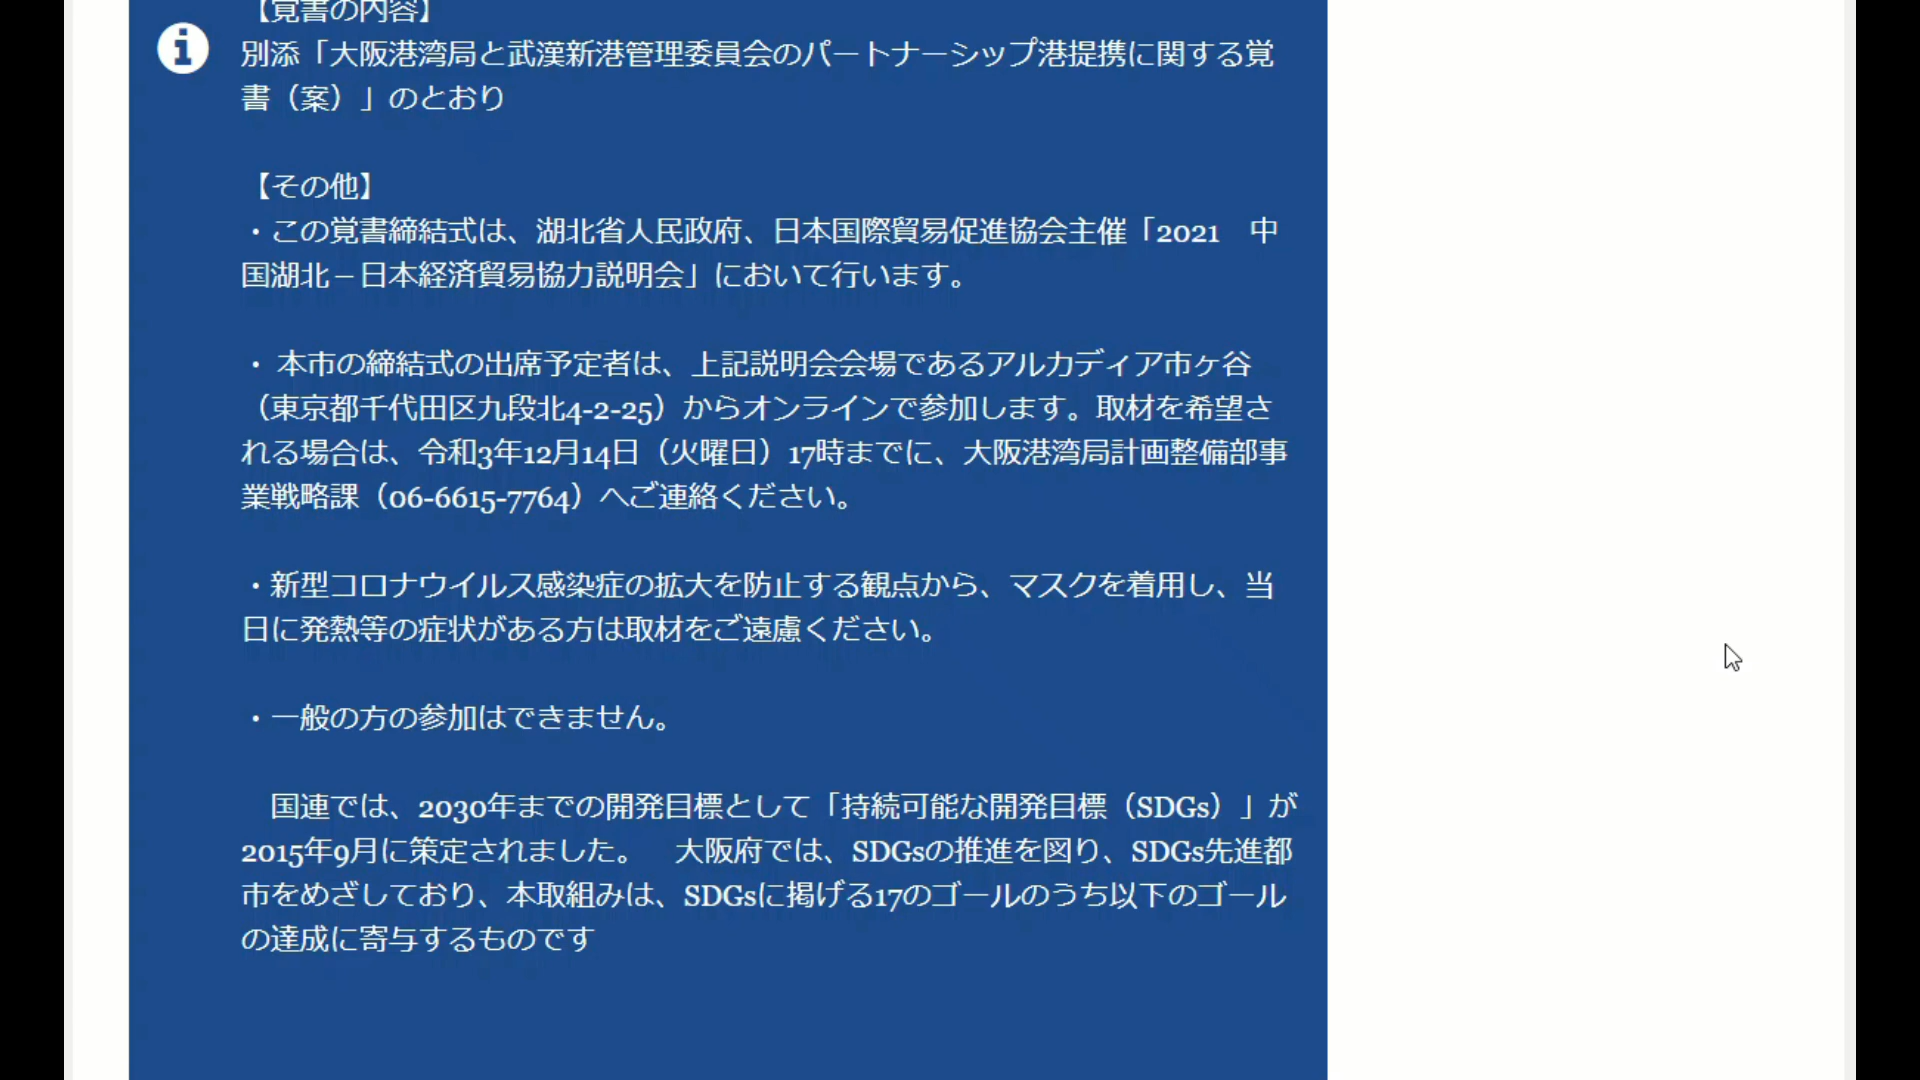 【覚書の内容】
別添「大阪港湾局と武漢新港管理委員会のパートナーシップ港提携に関する覚
書（案）」のとおり
【その他】
・この覚書締結式は、湖北省人民政府、日本国際貿易促進協会主催「2021　中
国湖北－日本経済貿易協力説明会」において行います。
・ 本市の締結式の出席予定者は、上記説明会会場であるアルカディア市ヶ谷
（東京都千代田区九段北4-2-25）からオンラインで参加します。取材を希望さ
れる場合は、令和3年12月14日（火曜日）17時までに、大阪港湾局計画整備部事
業戦略課（06-6615-7764）へご連絡ください。
・新型コロナウイルス感染症の拡大を防止する観点から、マスクを着用し、当
日に発熱等の症状がある方は取材をご遠慮ください。
・一般の方の参加はできません。
　国連では、2030年までの開発目標として「持続可能な開発目標（SDGs）」が
2015年9月に策定されました。　大阪府では、SDGsの推進を図り、SDGs先進都
市をめざしており、本取組みは、SDGsに掲げる17のゴールのうち以下のゴール
の達成に寄与するものです